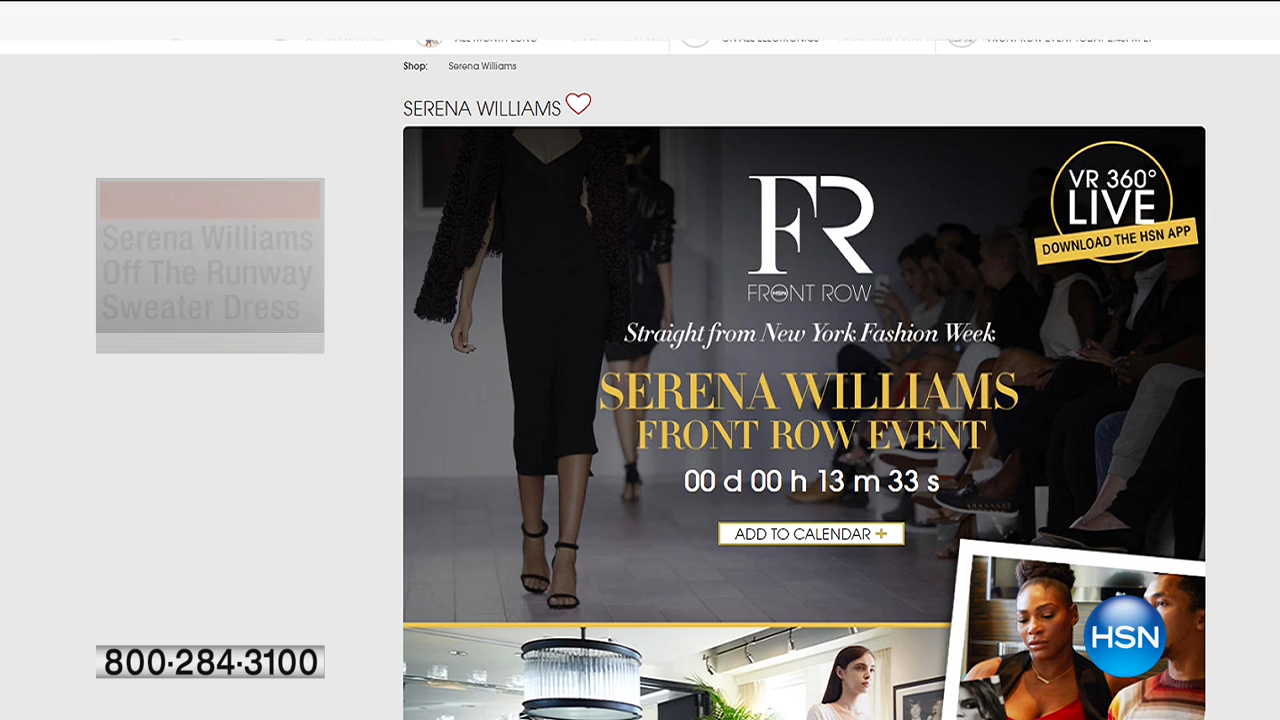 Shop: Serena Williams
SERENA WILLIAMS
VR 360°
LIVE
DOWNLOAD THE HSN APP
FR
FRONT ROW
Straight from New York Fashion Week
SERENA WILLIAMS
FRONT ROW EVENT
00 d 00 h 13 m 33 s
ADD TO CALENDAR +
Serena Williams
Off The Runway
Sweater Dress
HSN
800·284·3100